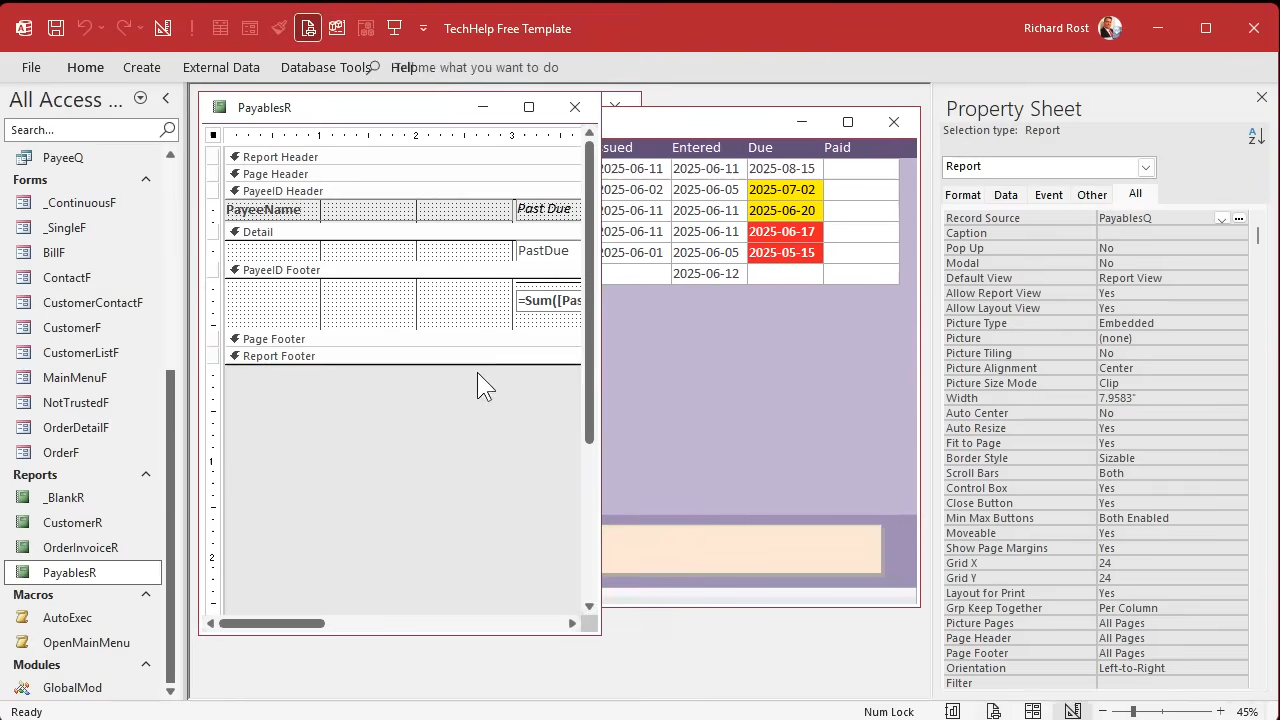 TechHelp Free Template
Richard Rost
File
Home
Create
External Data
Database Tools
Help
Tell me what you want to do
All Access ...
Search...
PayeeQ
Forms
_ContinuousF
_SingleF
BillF
ContactF
CustomerContactF
CustomerF
CustomerListF
MainMenuF
NotTrustedF
OrderDetailF
OrderF
Reports
_BlankR
CustomerR
OrderInvoiceR
PayablesR
Macros
AutoExec
OpenMainMenu
Modules
GlobalMod
PayablesR
1 2 3
Report Header
Page Header
PayeeID Header
PayeeName Past Due
Detail
PastDue
PayeeID Footer
=Sum([Pas
Page Footer
Report Footer
1
2
ssued Entered Due Paid
2025-06-11 2025-06-11 2025-08-15
2025-06-02 2025-06-05 2025-07-02
2025-06-11 2025-06-11 2025-06-20
2025-06-11 2025-06-11 2025-06-17
2025-06-01 2025-06-05 2025-05-15
2025-06-12
Property Sheet
Selection type: Report
Report
Format Data Event Other All
Record Source PayablesQ
Caption
Pop Up No
Modal No
Default View Report View
Allow Report View Yes
Allow Layout View Yes
Picture Type Embedded
Picture (none)
Picture Tiling No
Picture Alignment Center
Picture Size Mode Clip
Width 7.9583"
Auto Center No
Auto Resize Yes
Fit to Page Yes
Border Style Sizable
Scroll Bars Both
Control Box Yes
Close Button Yes
Min Max Buttons Both Enabled
Moveable Yes
Show Page Margins Yes
Grid X 24
Grid Y 24
Layout for Print Yes
Grp Keep Together Per Column
Picture Pages All Pages
Page Header All Pages
Page Footer All Pages
Orientation Left-to-Right
Filter
Ready
Num Lock
45%